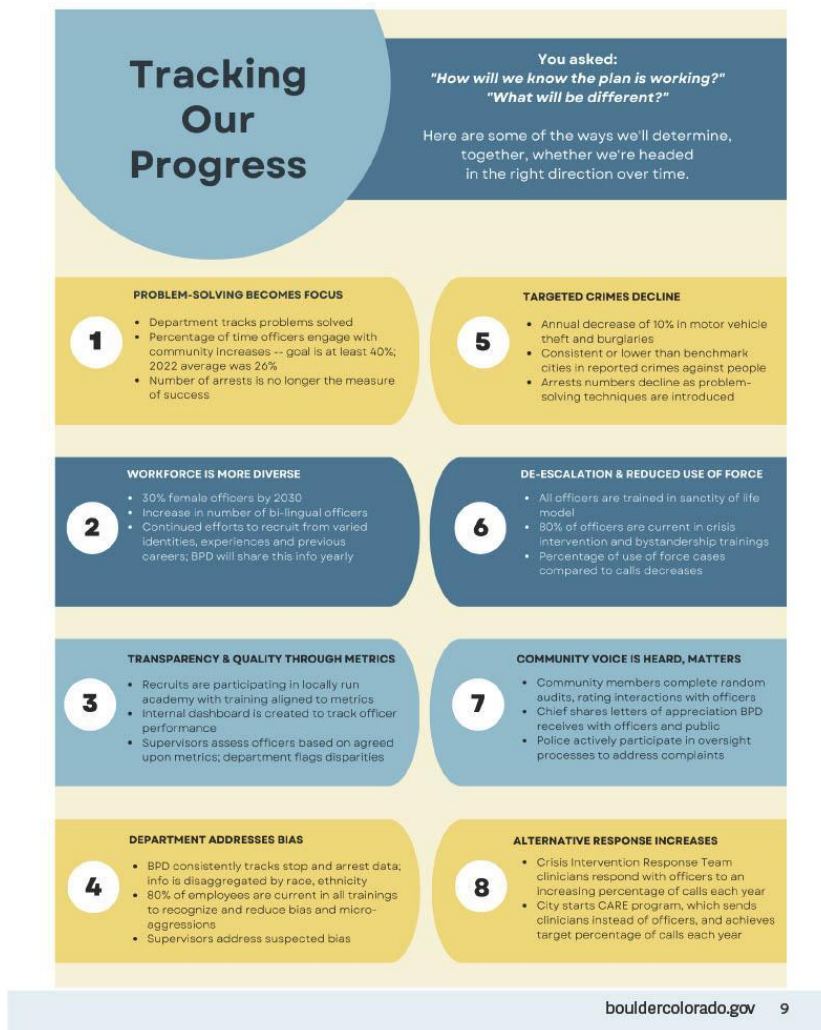 Tracking
Our
Progress
You asked:
"How will we know the plan is working?"
"What will be different?"
Here are some of the ways we'll determine,
together, whether we're headed
in the right direction over time.
1
PROBLEM-SOLVING BECOMES FOCUS
• Department tracks problems solved
• Percentage of time officers engage with
community increases -- goal is at least 40%;
2022 average was 26%
• Number of arrests is no longer the measure
of success
2
WORKFORCE IS MORE DIVERSE
• 30% female officers by 2030
• Increase in number of bi-lingual officers
• Continued efforts to recruit from varied
identities, experiences and previous
careers; BPD will share this info yearly
3
TRANSPARENCY & QUALITY THROUGH METRICS
• Recruits are participating in locally run
academy with training aligned to metrics
• Internal dashboard is created to track officer
performance
• Supervisors assess officers based on agreed
upon metrics; department flags disparities
4
DEPARTMENT ADDRESSES BIAS
• BPD consistently tracks stop and arrest data;
info is disaggregated by race, ethnicity
• 80% of employees are current in all trainings
to recognize and reduce bias and micro-
aggressions
• Supervisors address suspected bias
5
TARGETED CRIMES DECLINE
• Annual decrease of 10% in motor vehicle
theft and burglaries
• Consistent or lower than benchmark
cities in reported crimes against people
• Arrests numbers decline as problem-
solving techniques are introduced
6
DE-ESCALATION & REDUCED USE OF FORCE
• All officers are trained in sanctity of life
model
• 80% of officers are current in crisis
intervention and bystandership trainings
• Percentage of use of force cases
compared to calls decreases
7
COMMUNITY VOICE IS HEARD, MATTERS
• Community members complete random
audits, rating interactions with officers
• Chief shares letters of appreciation BPD
receives with officers and public
• Police actively participate in oversight
processes to address complaints
8
ALTERNATIVE RESPONSE INCREASES
• Crisis Intervention Response Team
clinicians respond with officers to an
increasing percentage of calls each year
• City starts CARE program, which sends
clinicians instead of officers, and achieves
target percentage of calls each year
bouldercolorado.gov 9